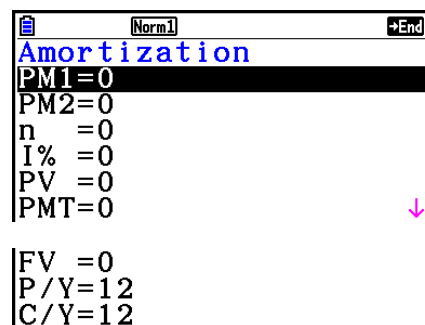 Norm1 →End
Amortization
PM1=0
PM2=0
n =0
I% =0
PV =0
PMT=0 ↓
FV =0
P/Y=12
C/Y=12